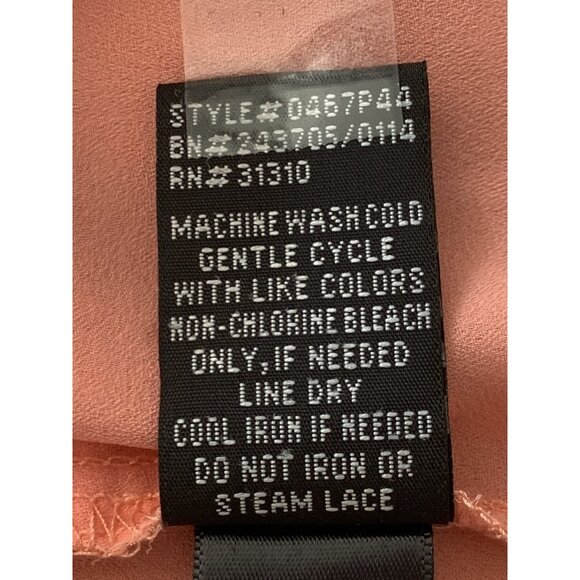 STYLE# 0467P44
BN# 243705/0114
RN# 31310
MACHINE WASH COLD
GENTLE CYCLE
WITH LIKE COLORS
NON-CHLORINE BLEACH
ONLY, IF NEEDED
LINE DRY
COOL IRON IF NEEDED
DO NOT IRON OR
STEAM LACE